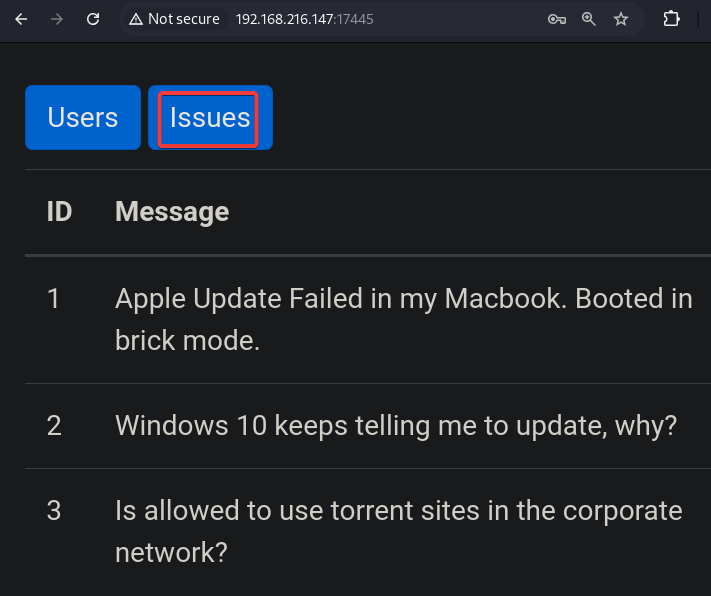 Not secure 192.168.216.147:17445
Users Issues
ID Message
1 Apple Update Failed in my Macbook. Booted in
brick mode.
2 Windows 10 keeps telling me to update, why?
3 Is allowed to use torrent sites in the corporate
network?